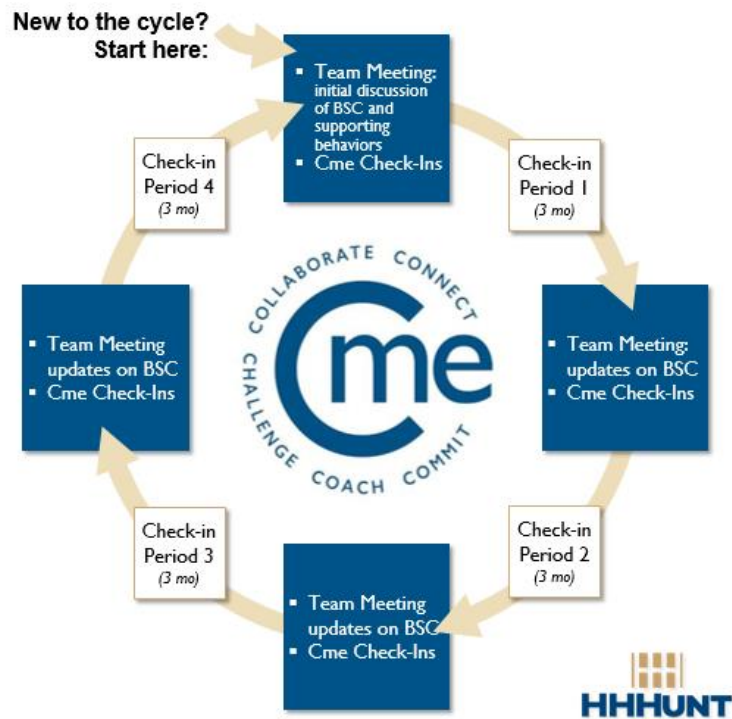 New to the cycle?
Start here:
▪ Team Meeting:
initial discussion
of BSC and
supporting
behaviors
▪ Cme Check-Ins
Check-in
Period 1
(3 mo)
▪ Team Meeting:
updates on BSC
▪ Cme Check-Ins
Check-in
Period 2
(3 mo)
▪ Team Meeting
updates on BSC
▪ Cme Check-Ins
Check-in
Period 3
(3 mo)
▪ Team Meeting
updates on BSC
▪ Cme Check-Ins
Check-in
Period 4
(3 mo)
COLLABORATE CONNECT
CHALLENGE COACH COMMIT
Cme
HHHUNT